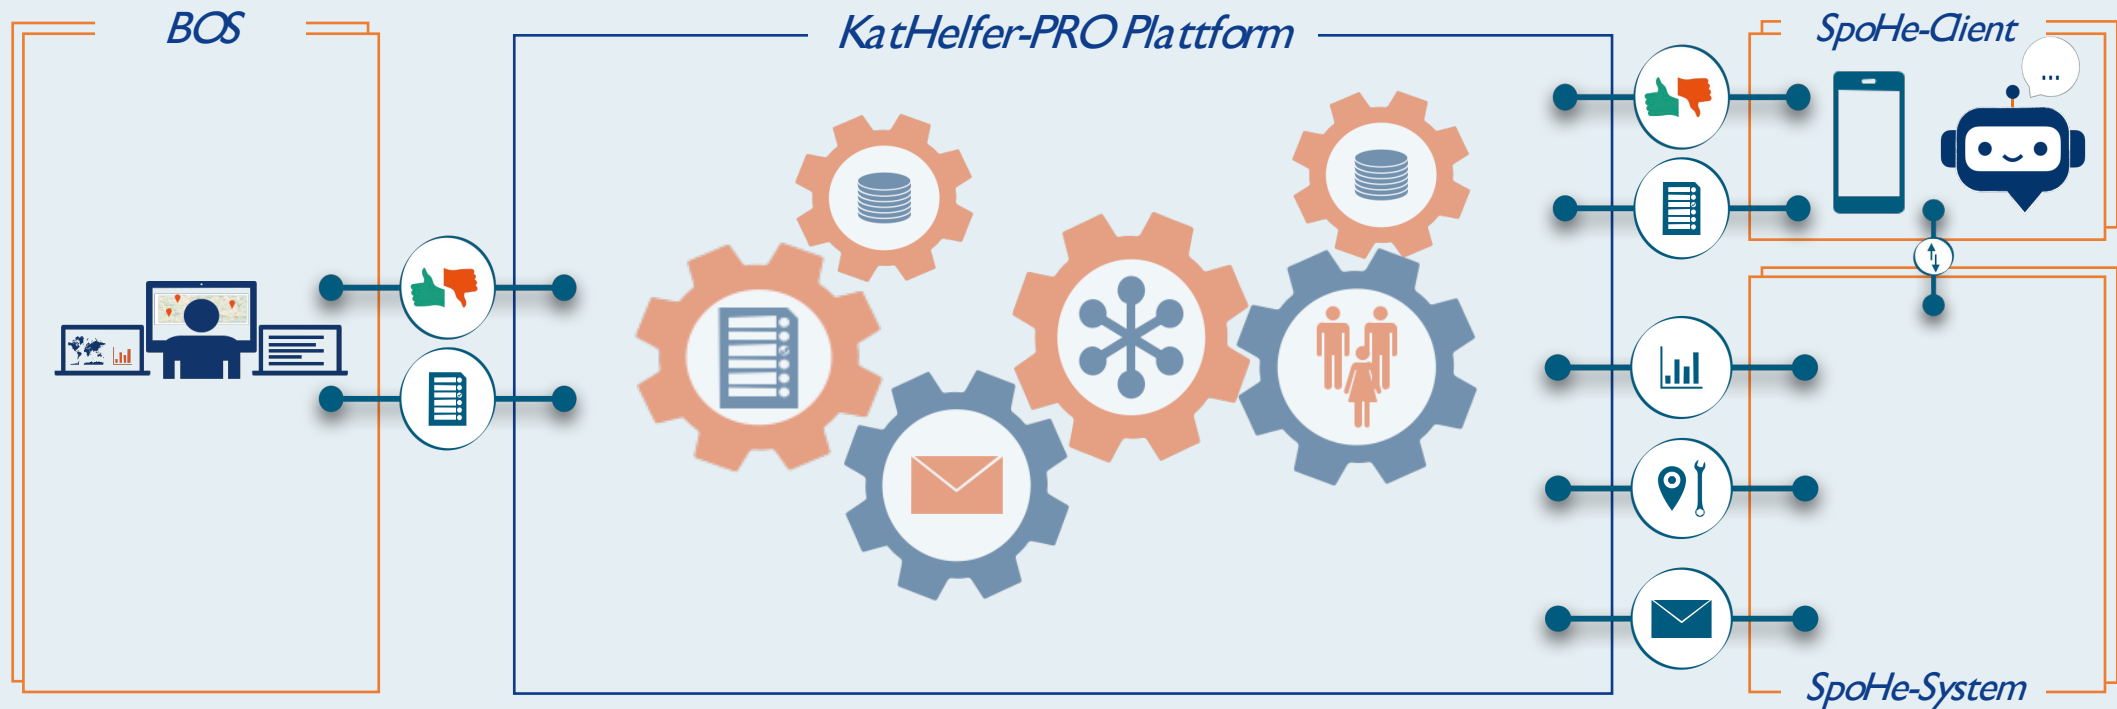 BOS
KatHelfer-PRO Plattform
SpoHe-Client
...
SpoHe-System